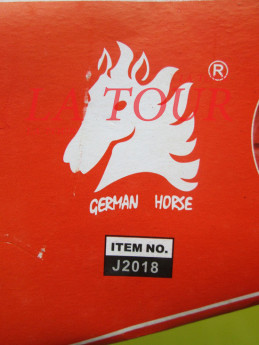 ®
LA TOUR
GERMAN HORSE
ITEM NO.
J2018